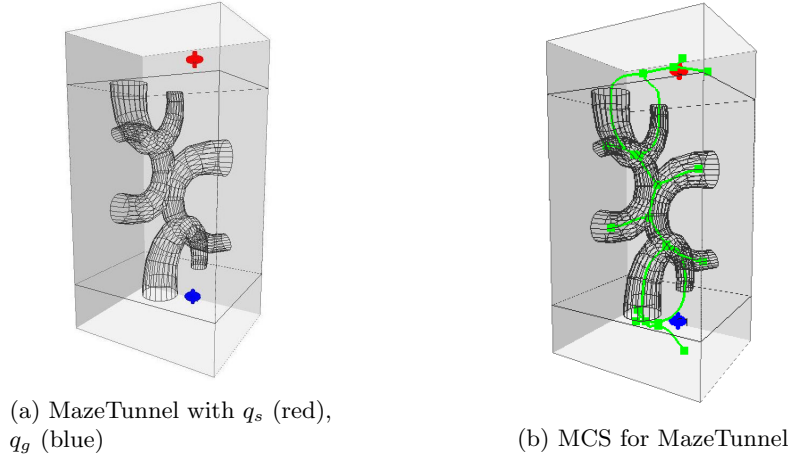 (a) MazeTunnel with q_s (red),
q_g (blue)
(b) MCS for MazeTunnel